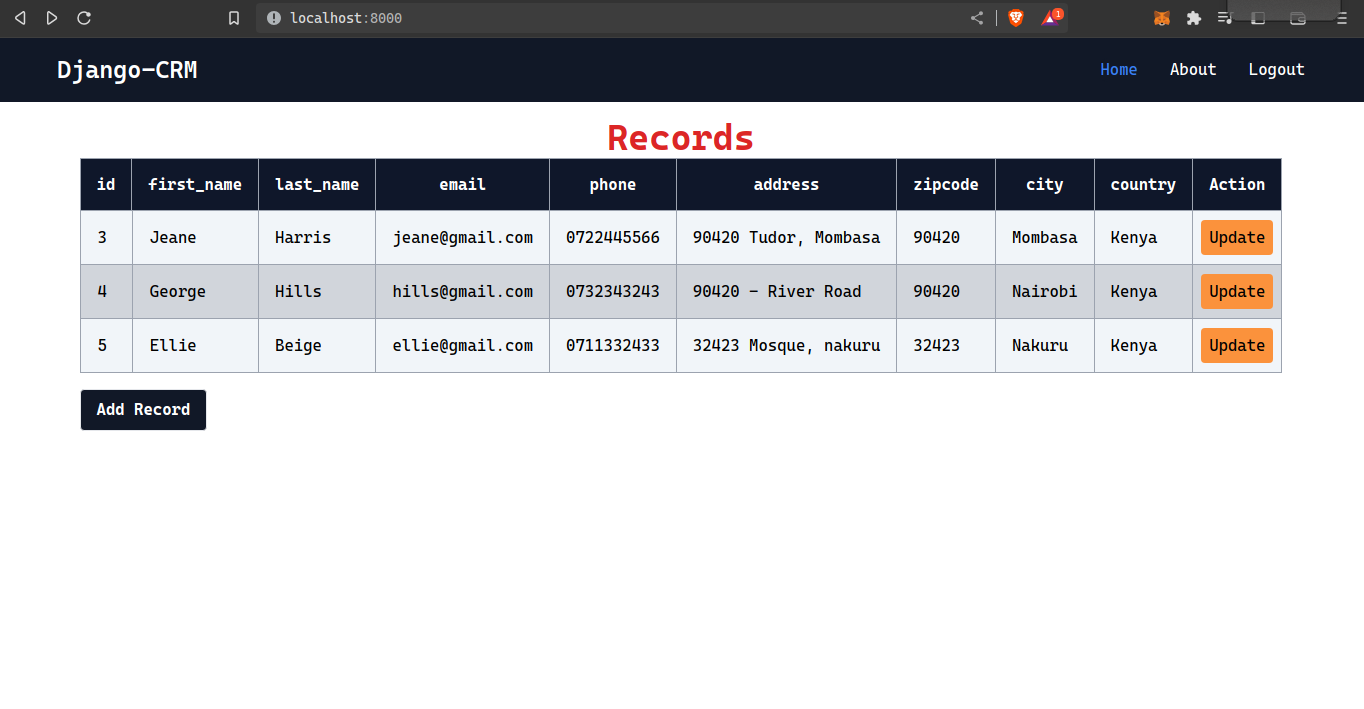 localhost:8000
1
Django-CRM Home About Logout
Records
id first_name last_name email phone address zipcode city country Action
3 Jeane Harris jeane@gmail.com 0722445566 90420 Tudor, Mombasa 90420 Mombasa Kenya Update
4 George Hills hills@gmail.com 0732343243 90420 - River Road 90420 Nairobi Kenya Update
5 Ellie Beige ellie@gmail.com 0711332433 32423 Mosque, nakuru 32423 Nakuru Kenya Update
Add Record